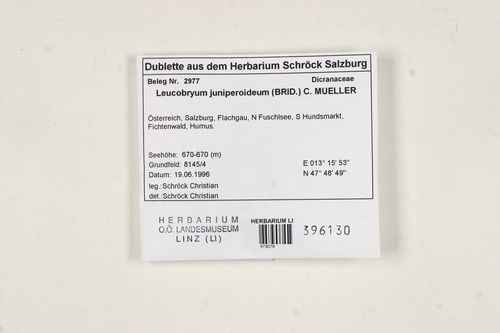 Dublette aus dem Herbarium Schröck Salzburg
Beleg Nr. 2977 Dicranaceae
Leucobryum juniperoideum (BRID.) C. MUELLER
Österreich, Salzburg, Flachgau, N Fuschlsee, S Hundsmarkt,
Fichtenwald, Humus.
Seehöhe: 670-670 (m) E 013° 15' 53"
Grundfeld: 8145/4 N 47° 48' 49"
Datum: 19.06.1996
leg.:Schröck Christian
det.:Schröck Christian
HERBARIUM
O.Ö. LANDESMUSEUM
LINZ (LI)
HERBARIUM LI
396130